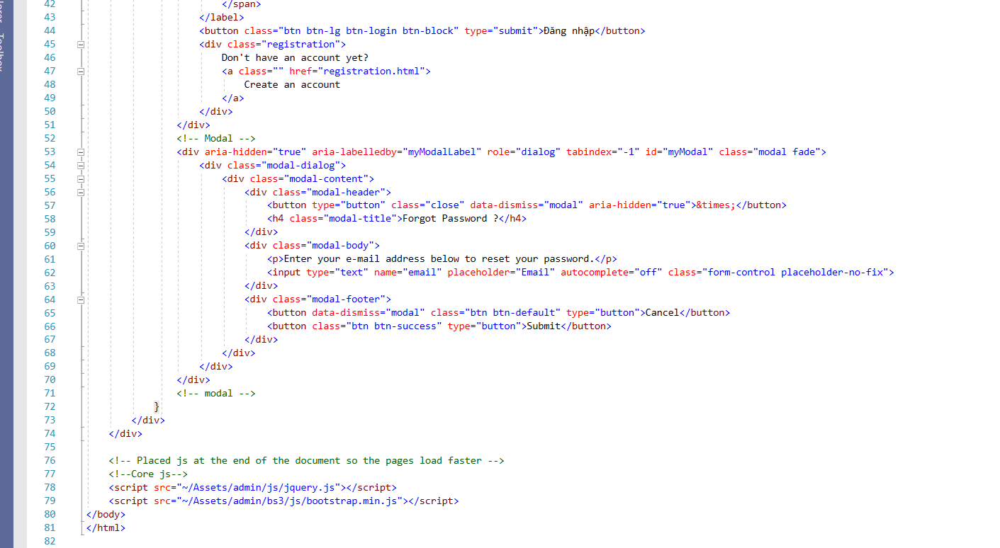 42 </span>
43 </label>
44 <button class="btn btn-lg btn-login btn-block" type="submit">Đăng nhập</button>
45 <div class="registration">
46 Don't have an account yet?
47 <a class="" href="registration.html">
48 Create an account
49 </a>
50 </div>
51 </div>
52 <!-- Modal -->
53 <div aria-hidden="true" aria-labelledby="myModalLabel" role="dialog" tabindex="-1" id="myModal" class="modal fade">
54 <div class="modal-dialog">
55 <div class="modal-content">
56 <div class="modal-header">
57 <button type="button" class="close" data-dismiss="modal" aria-hidden="true">&times;</button>
58 <h4 class="modal-title">Forgot Password ?</h4>
59 </div>
60 <div class="modal-body">
61 <p>Enter your e-mail address below to reset your password.</p>
62 <input type="text" name="email" placeholder="Email" autocomplete="off" class="form-control placeholder-no-fix">
63 </div>
64 <div class="modal-footer">
65 <button data-dismiss="modal" class="btn btn-default" type="button">Cancel</button>
66 <button class="btn btn-success" type="button">Submit</button>
67 </div>
68 </div>
69 </div>
70 </div>
71 <!-- modal -->
72 }
73 </div>
74 </div>
75
76 <!-- Placed js at the end of the document so the pages load faster -->
77 <!--Core js-->
78 <script src="~/Assets/admin/js/jquery.js"></script>
79 <script src="~/Assets/admin/bs3/js/bootstrap.min.js"></script>
80 </body>
81 </html>
82